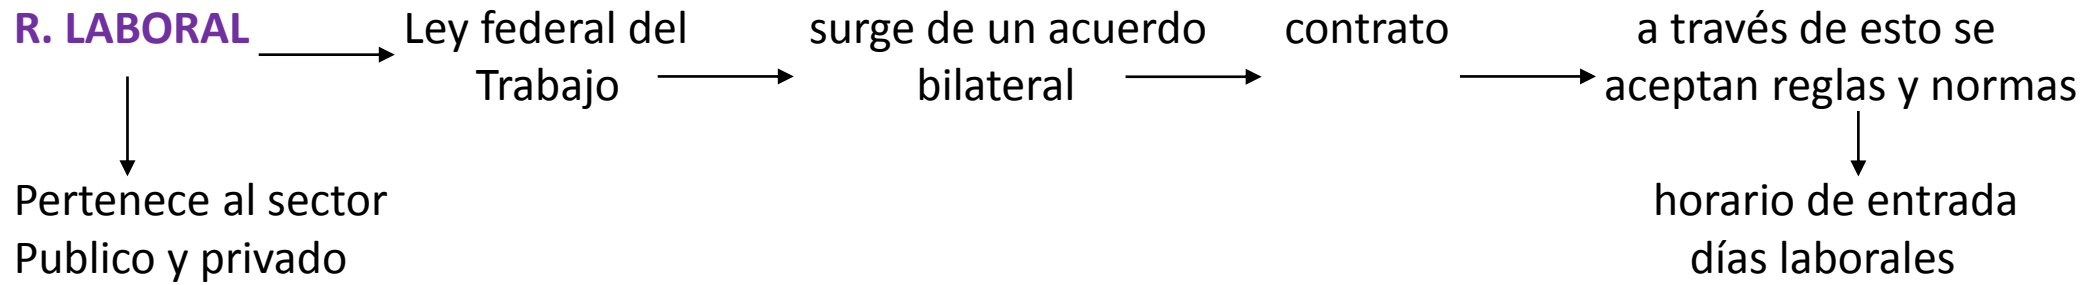 R. LABORAL
Ley federal del
Trabajo
surge de un acuerdo
bilateral
contrato
a través de esto se
aceptan reglas y normas
Pertenece al sector
Publico y privado
horario de entrada
días laborales